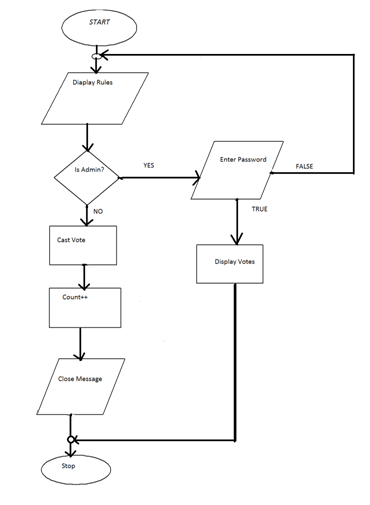 START
Diaplay Rules
Is Admin?
YES
Enter Password
FALSE
NO
TRUE
Cast Vote
Display Votes
Count++
Close Message
Stop